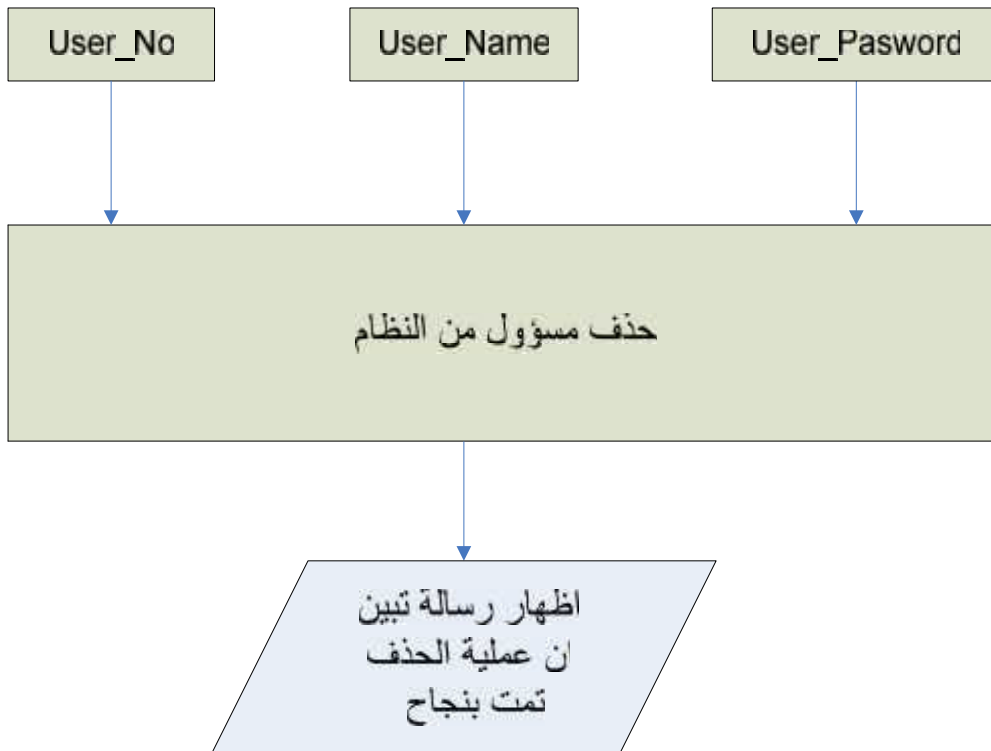 User_No
User_Name
User_Pasword
حذف مسؤول من النظام
اظهار رسالة تبين
ان عملية الحذف
تمت بنجاح